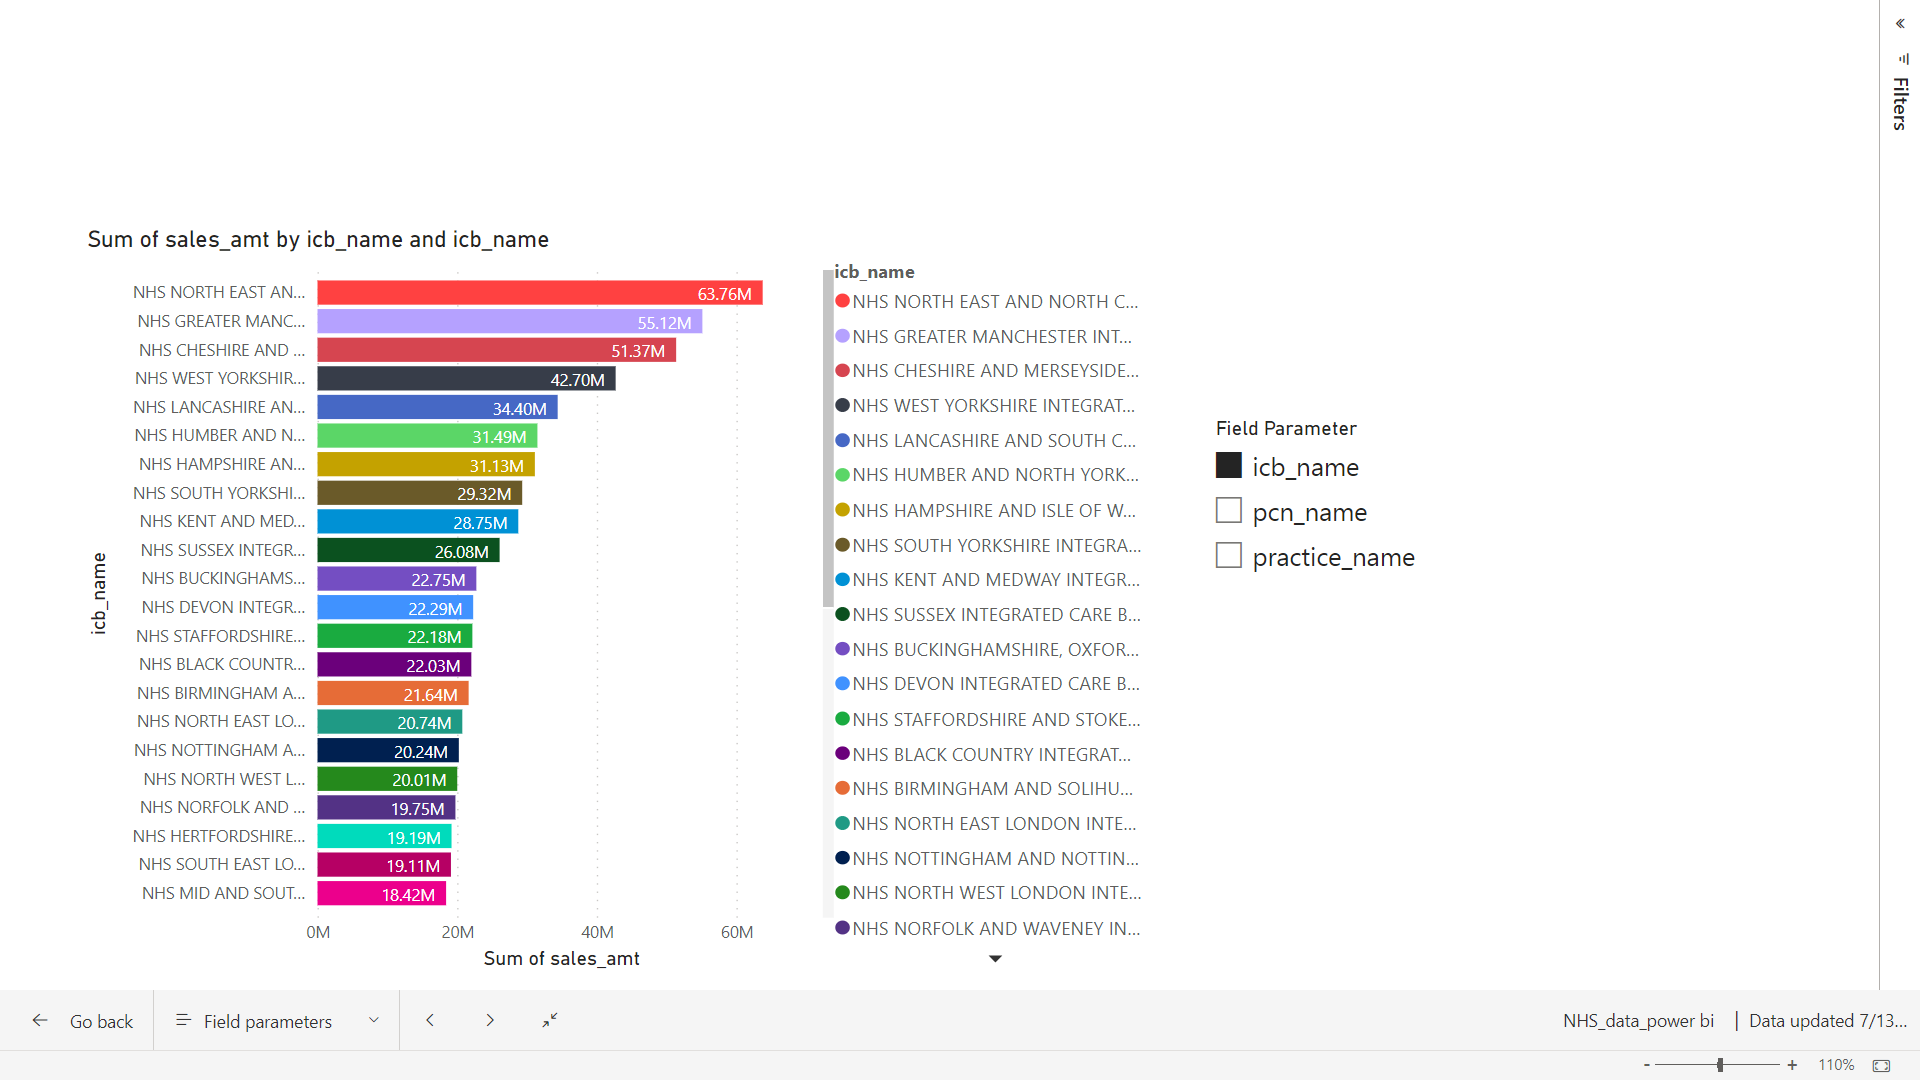 «
Filters
Sum of sales_amt by icb_name and icb_name
icb_name
NHS NORTH EAST AN... 63.76M
NHS GREATER MANC... 55.12M
NHS CHESHIRE AND ... 51.37M
NHS WEST YORKSHIR... 42.70M
NHS LANCASHIRE AN... 34.40M
NHS HUMBER AND N... 31.49M
NHS HAMPSHIRE AN... 31.13M
NHS SOUTH YORKSHI... 29.32M
NHS KENT AND MED... 28.75M
NHS SUSSEX INTEGR... 26.08M
NHS BUCKINGHAMS... 22.75M
NHS DEVON INTEGR... 22.29M
NHS STAFFORDSHIRE... 22.18M
NHS BLACK COUNTR... 22.03M
NHS BIRMINGHAM A... 21.64M
NHS NORTH EAST LO... 20.74M
NHS NOTTINGHAM A... 20.24M
NHS NORTH WEST L... 20.01M
NHS NORFOLK AND ... 19.75M
NHS HERTFORDSHIRE... 19.19M
NHS SOUTH EAST LO... 19.11M
NHS MID AND SOUT... 18.42M
0M 20M 40M 60M
Sum of sales_amt
icb_name
NHS NORTH EAST AND NORTH C...
NHS GREATER MANCHESTER INT...
NHS CHESHIRE AND MERSEYSIDE...
NHS WEST YORKSHIRE INTEGRAT...
NHS LANCASHIRE AND SOUTH C...
NHS HUMBER AND NORTH YORK...
NHS HAMPSHIRE AND ISLE OF W...
NHS SOUTH YORKSHIRE INTEGRA...
NHS KENT AND MEDWAY INTEGR...
NHS SUSSEX INTEGRATED CARE B...
NHS BUCKINGHAMSHIRE, OXFOR...
NHS DEVON INTEGRATED CARE B...
NHS STAFFORDSHIRE AND STOKE...
NHS BLACK COUNTRY INTEGRAT...
NHS BIRMINGHAM AND SOLIHU...
NHS NORTH EAST LONDON INTE...
NHS NOTTINGHAM AND NOTTIN...
NHS NORTH WEST LONDON INTE...
NHS NORFOLK AND WAVENEY IN...
Field Parameter
icb_name
pcn_name
practice_name
Go back
Field parameters
NHS_data_power bi | Data updated 7/13...
- + 110%